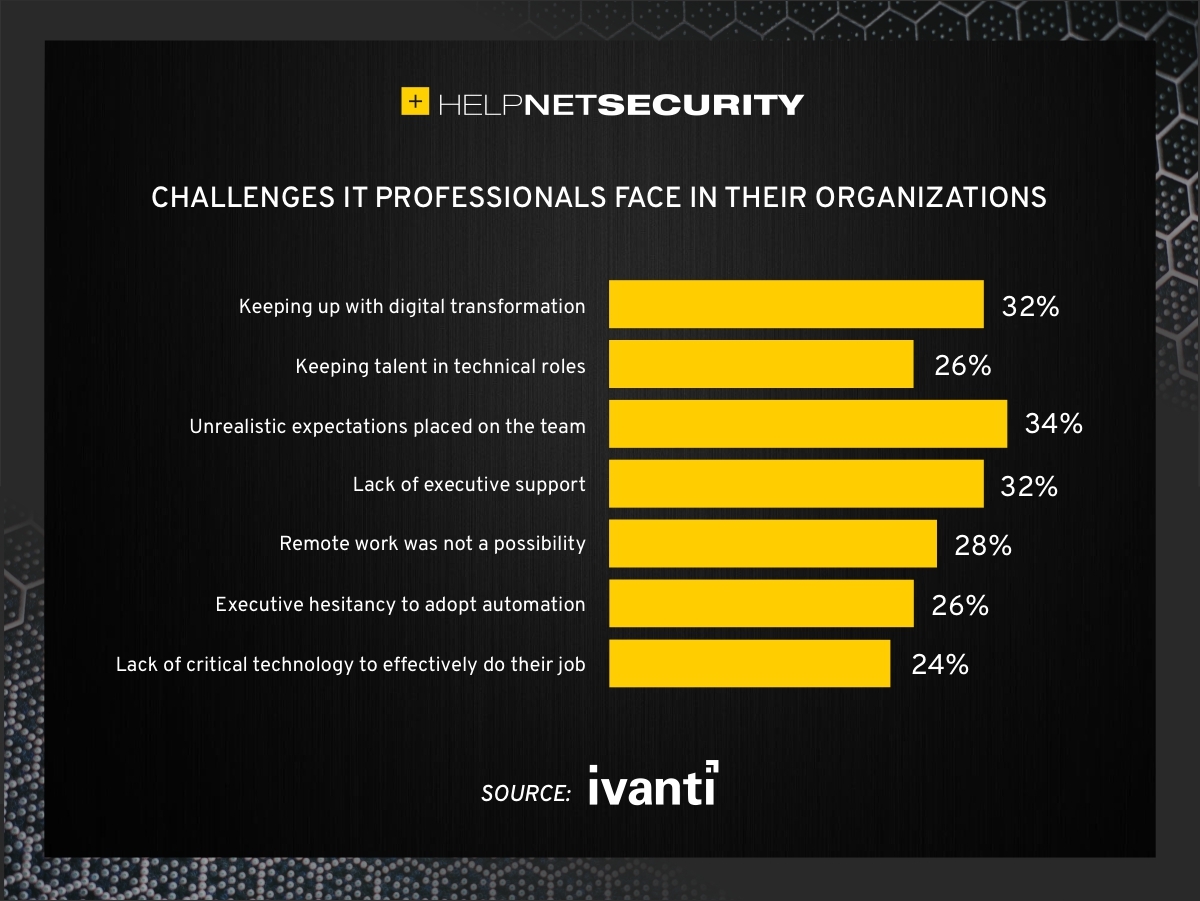 + HELPNETSECURITY
CHALLENGES IT PROFESSIONALS FACE IN THEIR ORGANIZATIONS
Keeping up with digital transformation 32%
Keeping talent in technical roles 26%
Unrealistic expectations placed on the team 34%
Lack of executive support 32%
Remote work was not a possibility 28%
Executive hesitancy to adopt automation 26%
Lack of critical technology to effectively do their job 24%
SOURCE: ivanti